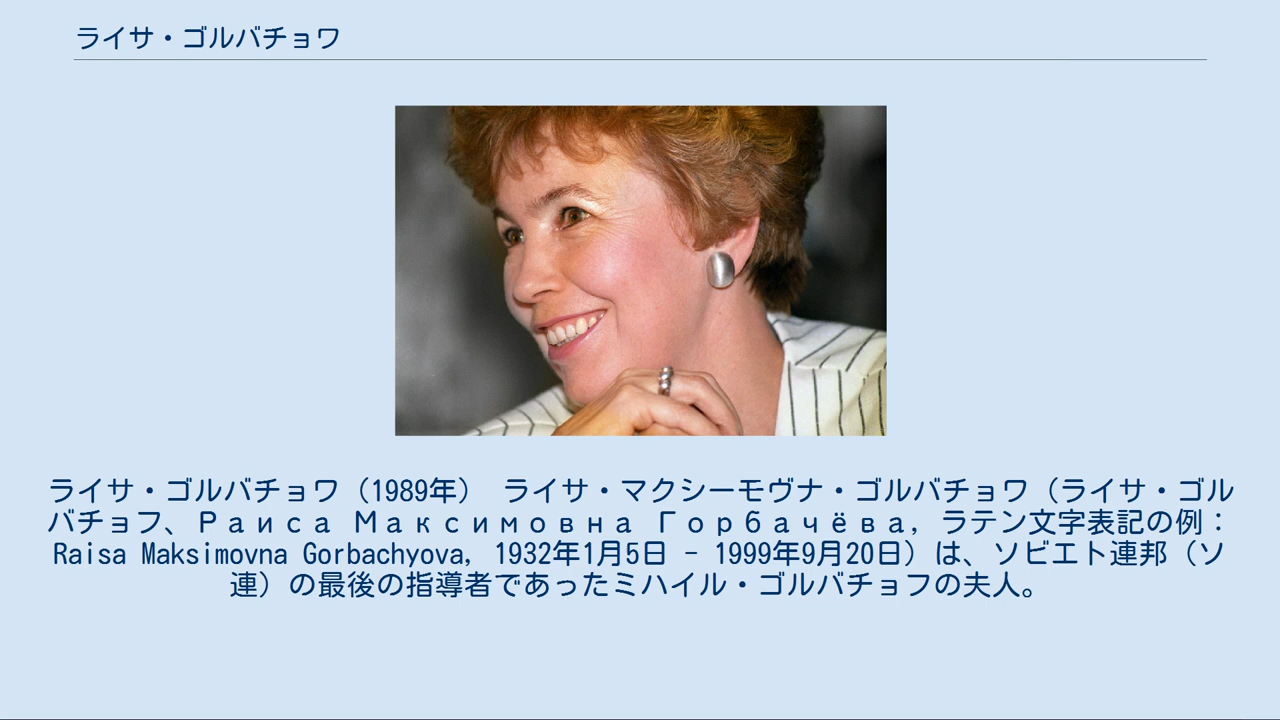 ライサ・ゴルバチョワ
ライサ・ゴルバチョワ（1989年） ライサ・マクシーモヴナ・ゴルバチョワ（ライサ・ゴル
バチョフ、Раиса Максимовна Горбачёва, ラテン文字表記の例：
Raisa Maksimovna Gorbachyova, 1932年1月5日 - 1999年9月20日）は、ソビエト連邦（ソ
連）の最後の指導者であったミハイル・ゴルバチョフの夫人。